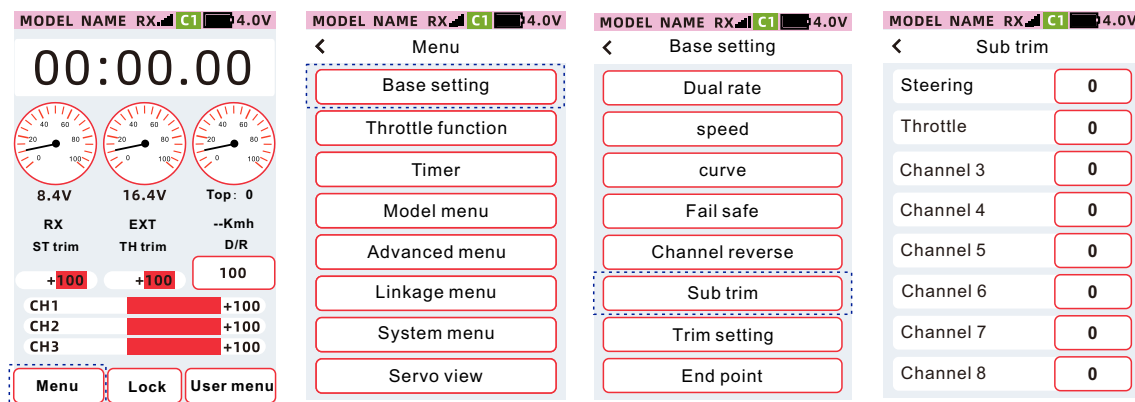 MODEL NAME RX C1 4.0V
00:00.00
0 20 40 60 80 100
0 20 40 60 80 100
0 20 40 60 80 100
8.4V 16.4V Top: 0
RX EXT --Kmh
ST trim TH trim D/R
+100 +100 100
CH1 +100
CH2 +100
CH3 +100
Menu Lock User menu
MODEL NAME RX C1 4.0V
< Menu
Base setting
Throttle function
Timer
Model menu
Advanced menu
Linkage menu
System menu
Servo view
MODEL NAME RX C1 4.0V
< Base setting
Dual rate
speed
curve
Fail safe
Channel reverse
Sub trim
Trim setting
End point
MODEL NAME RX C1 4.0V
< Sub trim
Steering 0
Throttle 0
Channel 3 0
Channel 4 0
Channel 5 0
Channel 6 0
Channel 7 0
Channel 8 0